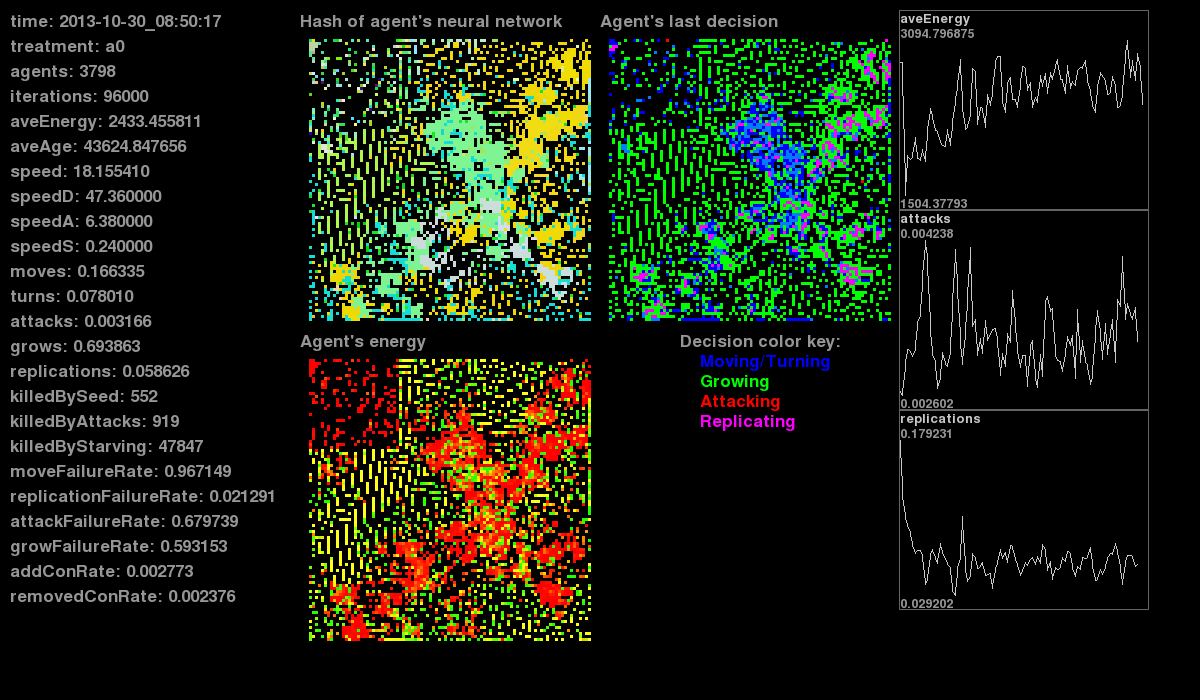 time: 2013-10-30_08:50:17
treatment: a0
agents: 3798
iterations: 96000
aveEnergy: 2433.455811
aveAge: 43624.847656
speed: 18.155410
speedD: 47.360000
speedA: 6.380000
speedS: 0.240000
moves: 0.166335
turns: 0.078010
attacks: 0.003166
grows: 0.693863
replications: 0.058626
killedBySeed: 552
killedByAttacks: 919
killedByStarving: 47847
moveFailureRate: 0.967149
replicationFailureRate: 0.021291
attackFailureRate: 0.679739
growFailureRate: 0.593153
addConRate: 0.002773
removedConRate: 0.002376
Hash of agent's neural network
Agent's last decision
Agent's energy
Decision color key:
Moving/Turning
Growing
Attacking
Replicating
aveEnergy
3094.796875
1504.37793
attacks
0.004238
0.002602
replications
0.179231
0.029202